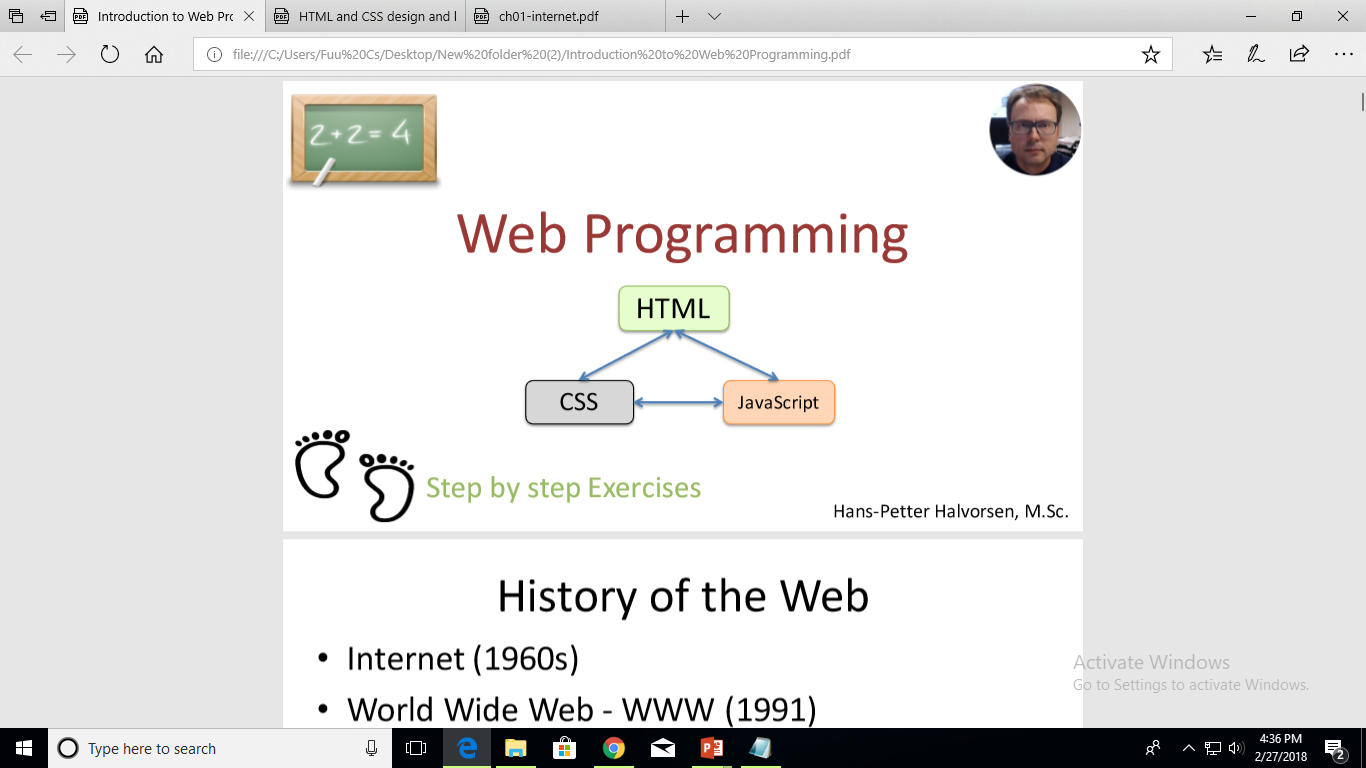 Introduction to Web Prc
HTML and CSS design and l
ch01-internet.pdf
file:///C:/Users/Fuu%20Cs/Desktop/New%20folder%20(2)/Introduction%20to%20Web%20Programming.pdf
2+2=4
Web Programming
HTML
CSS
JavaScript
Step by step Exercises
Hans-Petter Halvorsen, M.Sc.
History of the Web
• Internet (1960s)
• World Wide Web - WWW (1991)
Activate Windows
Go to Settings to activate Windows.
Type here to search
4:36 PM
2/27/2018
2